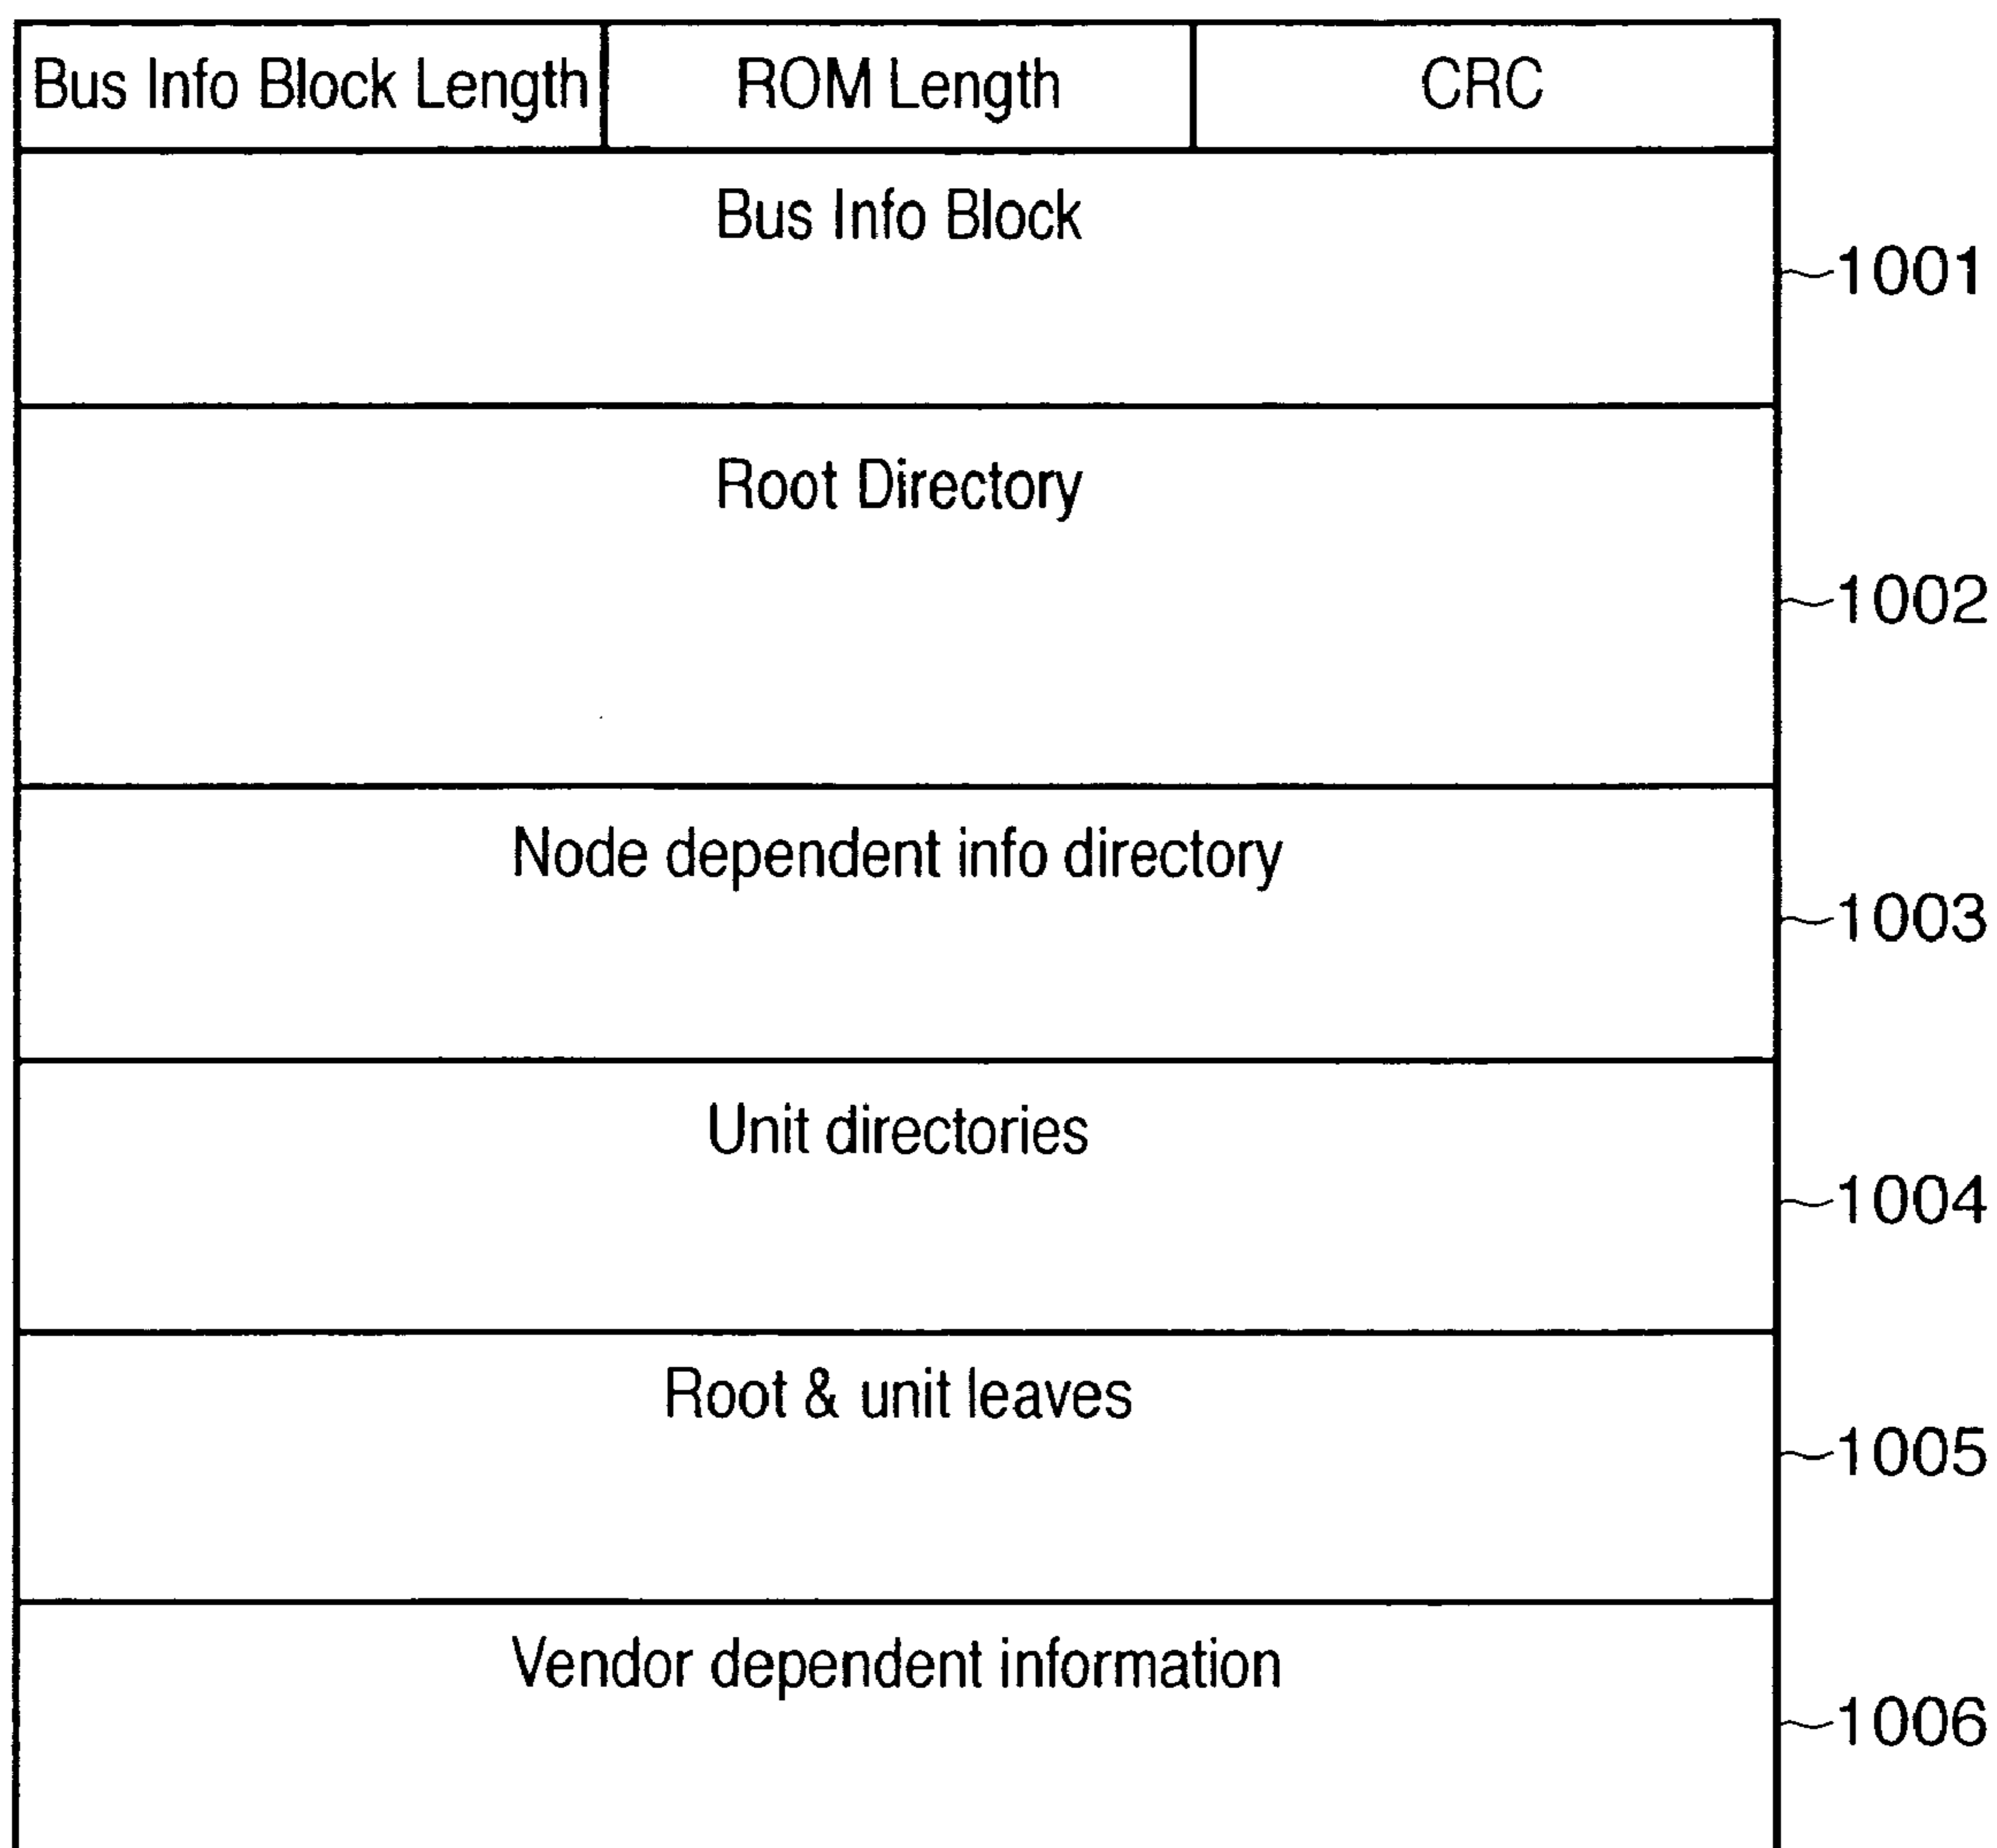 Bus Info Block Length ROM Length CRC
Bus Info Block
1001
Root Directory
1002
Node dependent info directory
1003
Unit directories
1004
Root & unit leaves
1005
Vendor dependent information
1006